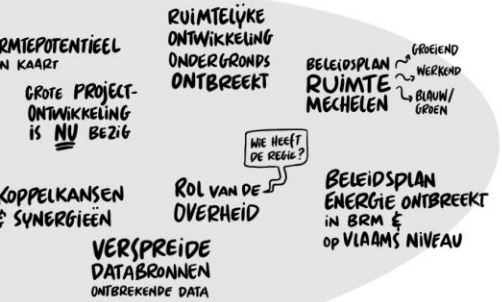 RMTEPOTENTIEEL
N KAART
GROTE PROJECT-
ONTWIKKELING
IS NU BEZIG
RUIMTELIJKE
ONTWIKKELING
ONDERGRONDS
ONTBREEKT
BELEIDSPLAN
RUIMTE
MECHELEN
GROEIEND
WERKEND
BLAUW/
GROEN
KOPPELKANSEN
& SYNERGIEËN
WIE HEEFT
DE REGIE?
ROL VAN DE
OVERHEID
BELEIDSPLAN
ENERGIE ONTBREEKT
IN BRM &
OP VLAAMS NIVEAU
VERSPREIDE
DATABRONNEN
ONTBREKENDE DATA